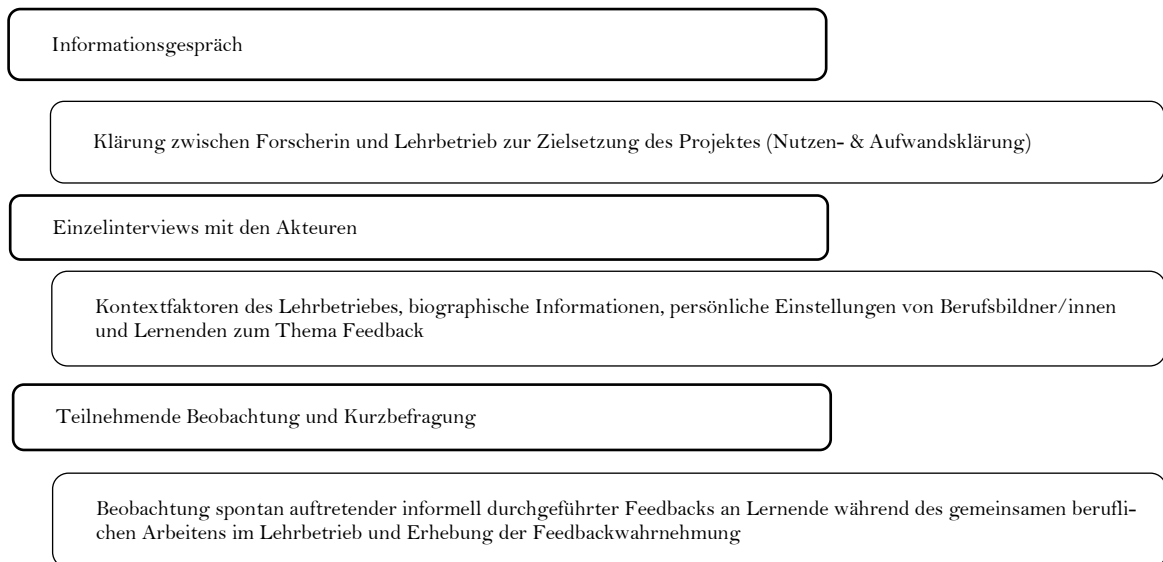 Informationsgespräch
Klärung zwischen Forscherin und Lehrbetrieb zur Zielsetzung des Projektes (Nutzen- & Aufwandsklärung)
Einzelinterviews mit den Akteuren
Kontextfaktoren des Lehrbetriebes, biographische Informationen, persönliche Einstellungen von Berufsbildner/innen
und Lernenden zum Thema Feedback
Teilnehmende Beobachtung und Kurzbefragung
Beobachtung spontan auftretender informell durchgeführter Feedbacks an Lernende während des gemeinsamen berufli-
chen Arbeitens im Lehrbetrieb und Erhebung der Feedbackwahrnehmung